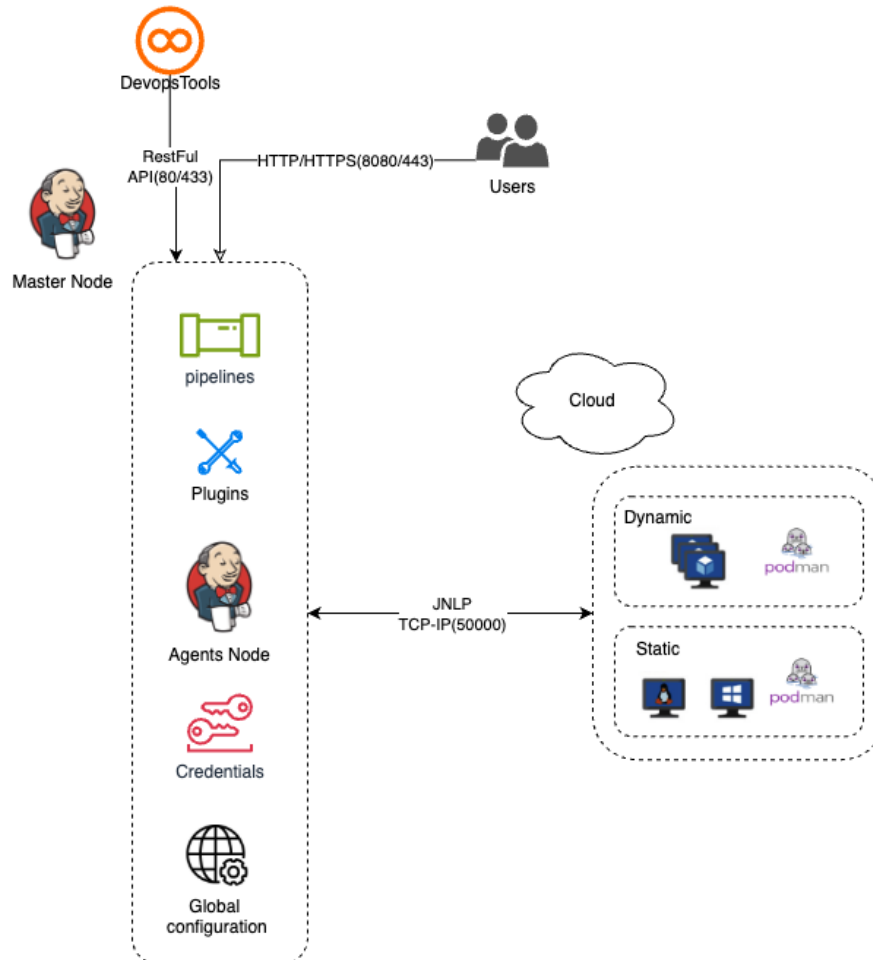 DevopsTools
RestFul
API(80/433)
HTTP/HTTPS(8080/443)
Users
Master Node
pipelines
Plugins
Agents Node
Credentials
Global
configuration
JNLP
TCP-IP(50000)
Cloud
Dynamic
podman
Static
podman